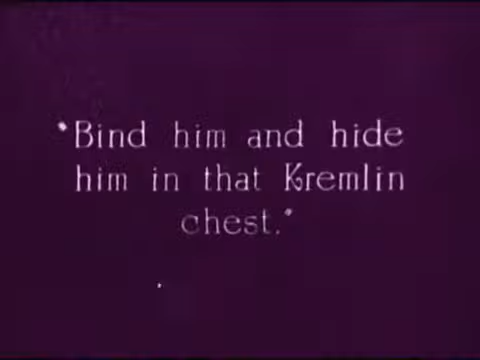 "Bind him and hide
him in that Kremlin
chest."